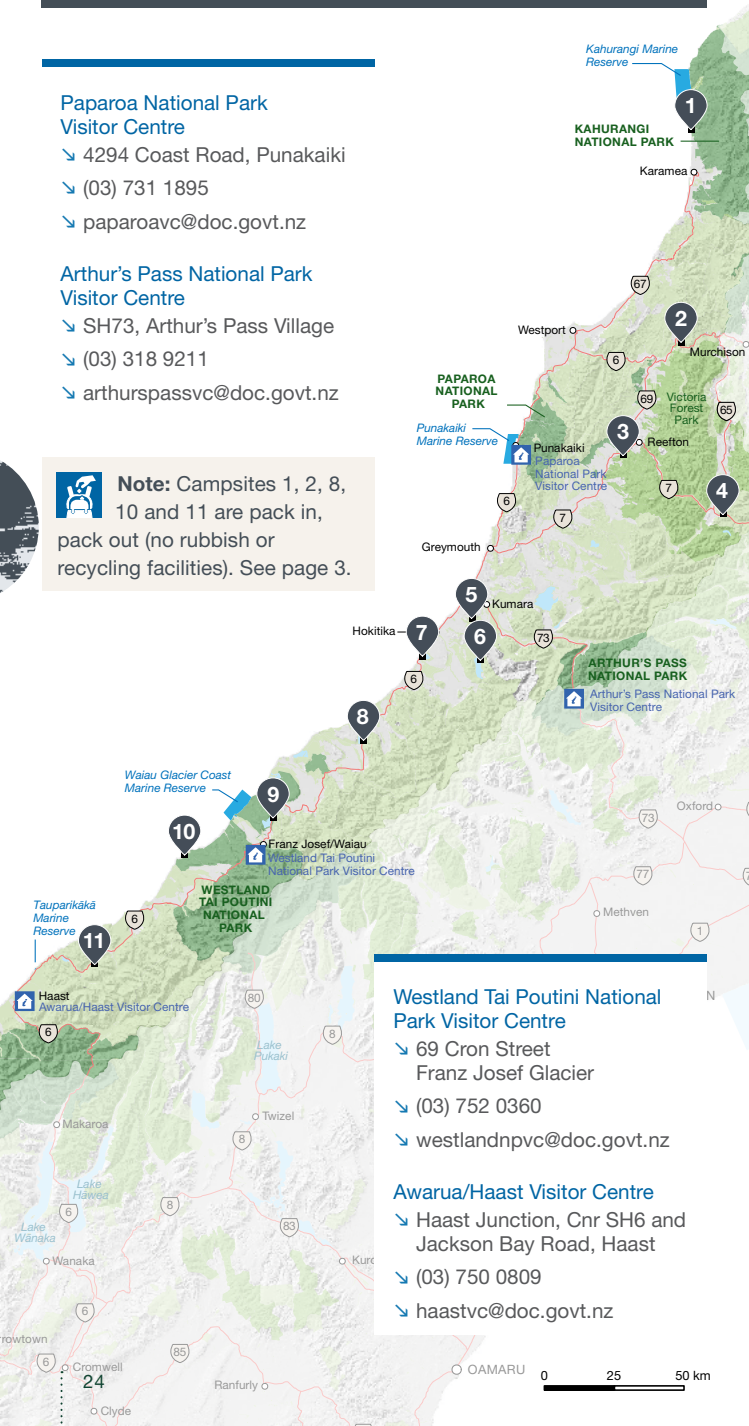 Paparoa National Park
Visitor Centre
↘ 4294 Coast Road, Punakaiki
↘ (03) 731 1895
↘ paparoavc@doc.govt.nz
Arthur's Pass National Park
Visitor Centre
↘ SH73, Arthur's Pass Village
↘ (03) 318 9211
↘ arthurspassvc@doc.govt.nz
Note: Campsites 1, 2, 8,
10 and 11 are pack in,
pack out (no rubbish or
recycling facilities). See page 3.
Kahurangi Marine
Reserve
1
KAHURANGI
NATIONAL PARK
Karamea
67
2
Westport
Murchison
6
PAPAROA
NATIONAL
PARK
69
Victoria
Forest
Park
65
Punakaiki
Marine Reserve
3
Reefton
Punakaiki
Paparoa
National Park
Visitor Centre
4
7
6
7
Greymouth
5
Kumara
Hokitika
7
6
73
6
ARTHUR'S PASS
NATIONAL PARK
Arthur's Pass National Park
Visitor Centre
8
Waiau Glacier Coast
Marine Reserve
9
Oxford
73
10
Franz Josef/Waiau
Westland Tai Poutini
National Park Visitor Centre
77
WESTLAND
TAI POUTINI
NATIONAL
PARK
Tauparikākā
Marine
Reserve
6
Methven
1
11
Haast
Awarua/Haast Visitor Centre
80
6
8
Lake
Pukaki
N
Westland Tai Poutini National
Park Visitor Centre
↘ 69 Cron Street
Franz Josef Glacier
↘ (03) 752 0360
↘ westlandnpvc@doc.govt.nz
Awarua/Haast Visitor Centre
↘ Haast Junction, Cnr SH6 and
Jackson Bay Road, Haast
↘ (03) 750 0809
↘ haastvc@doc.govt.nz
Makaroa
Twizel
8
Lake
Hāwea
6
8
Lake
Wānaka
83
Wanaka
Kuro
6
rrowtown
85
6
Cromwell
OAMARU
0 25 50 km
24
Ranfurly
Clyde